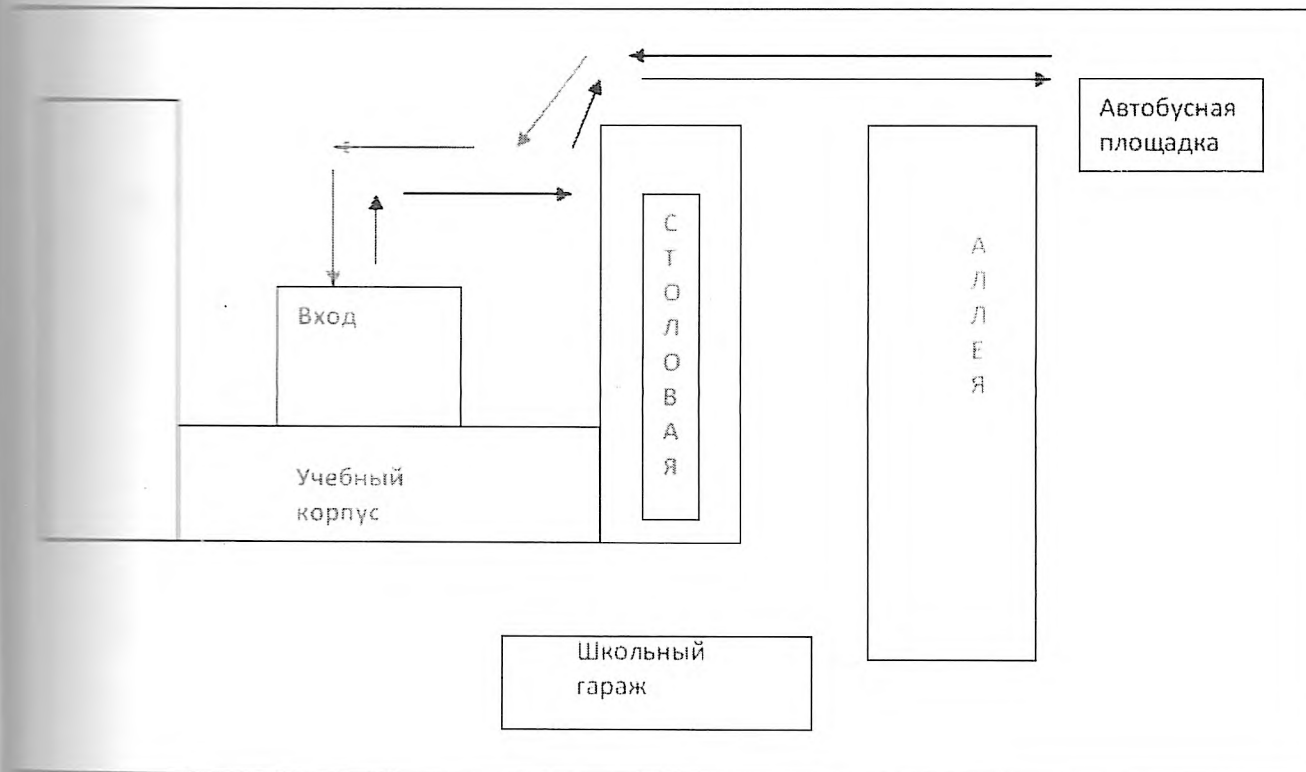 Автобусная
площадка
С
Т
О
Л
О
В
А
Я
А
Л
Л
Е
Я
Вход
Учебный
корпус
Школьный
гараж